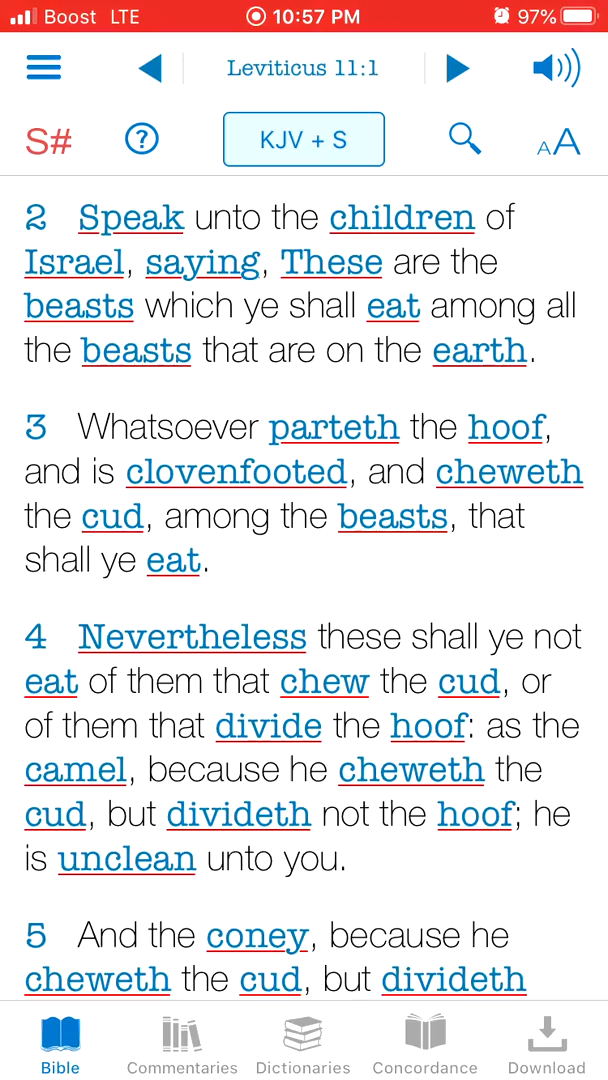 Boost LTE 10:57 PM 97%
Leviticus 11:1
S# ? KJV + S AA
2 Speak unto the children of
Israel, saying, These are the
beasts which ye shall eat among all
the beasts that are on the earth.
3 Whatsoever parteth the hoof,
and is clovenfooted, and cheweth
the cud, among the beasts, that
shall ye eat.
4 Nevertheless these shall ye not
eat of them that chew the cud, or
of them that divide the hoof: as the
camel, because he cheweth the
cud, but divideth not the hoof; he
is unclean unto you.
5 And the coney, because he
cheweth the cud, but divideth
Bible Commentaries Dictionaries Concordance Download